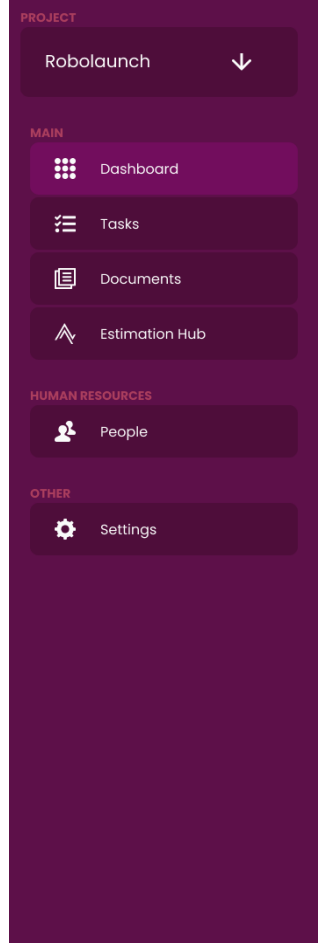 PROJECT
Robolaunch
MAIN
Dashboard
Tasks
Documents
Estimation Hub
HUMAN RESOURCES
People
OTHER
Settings